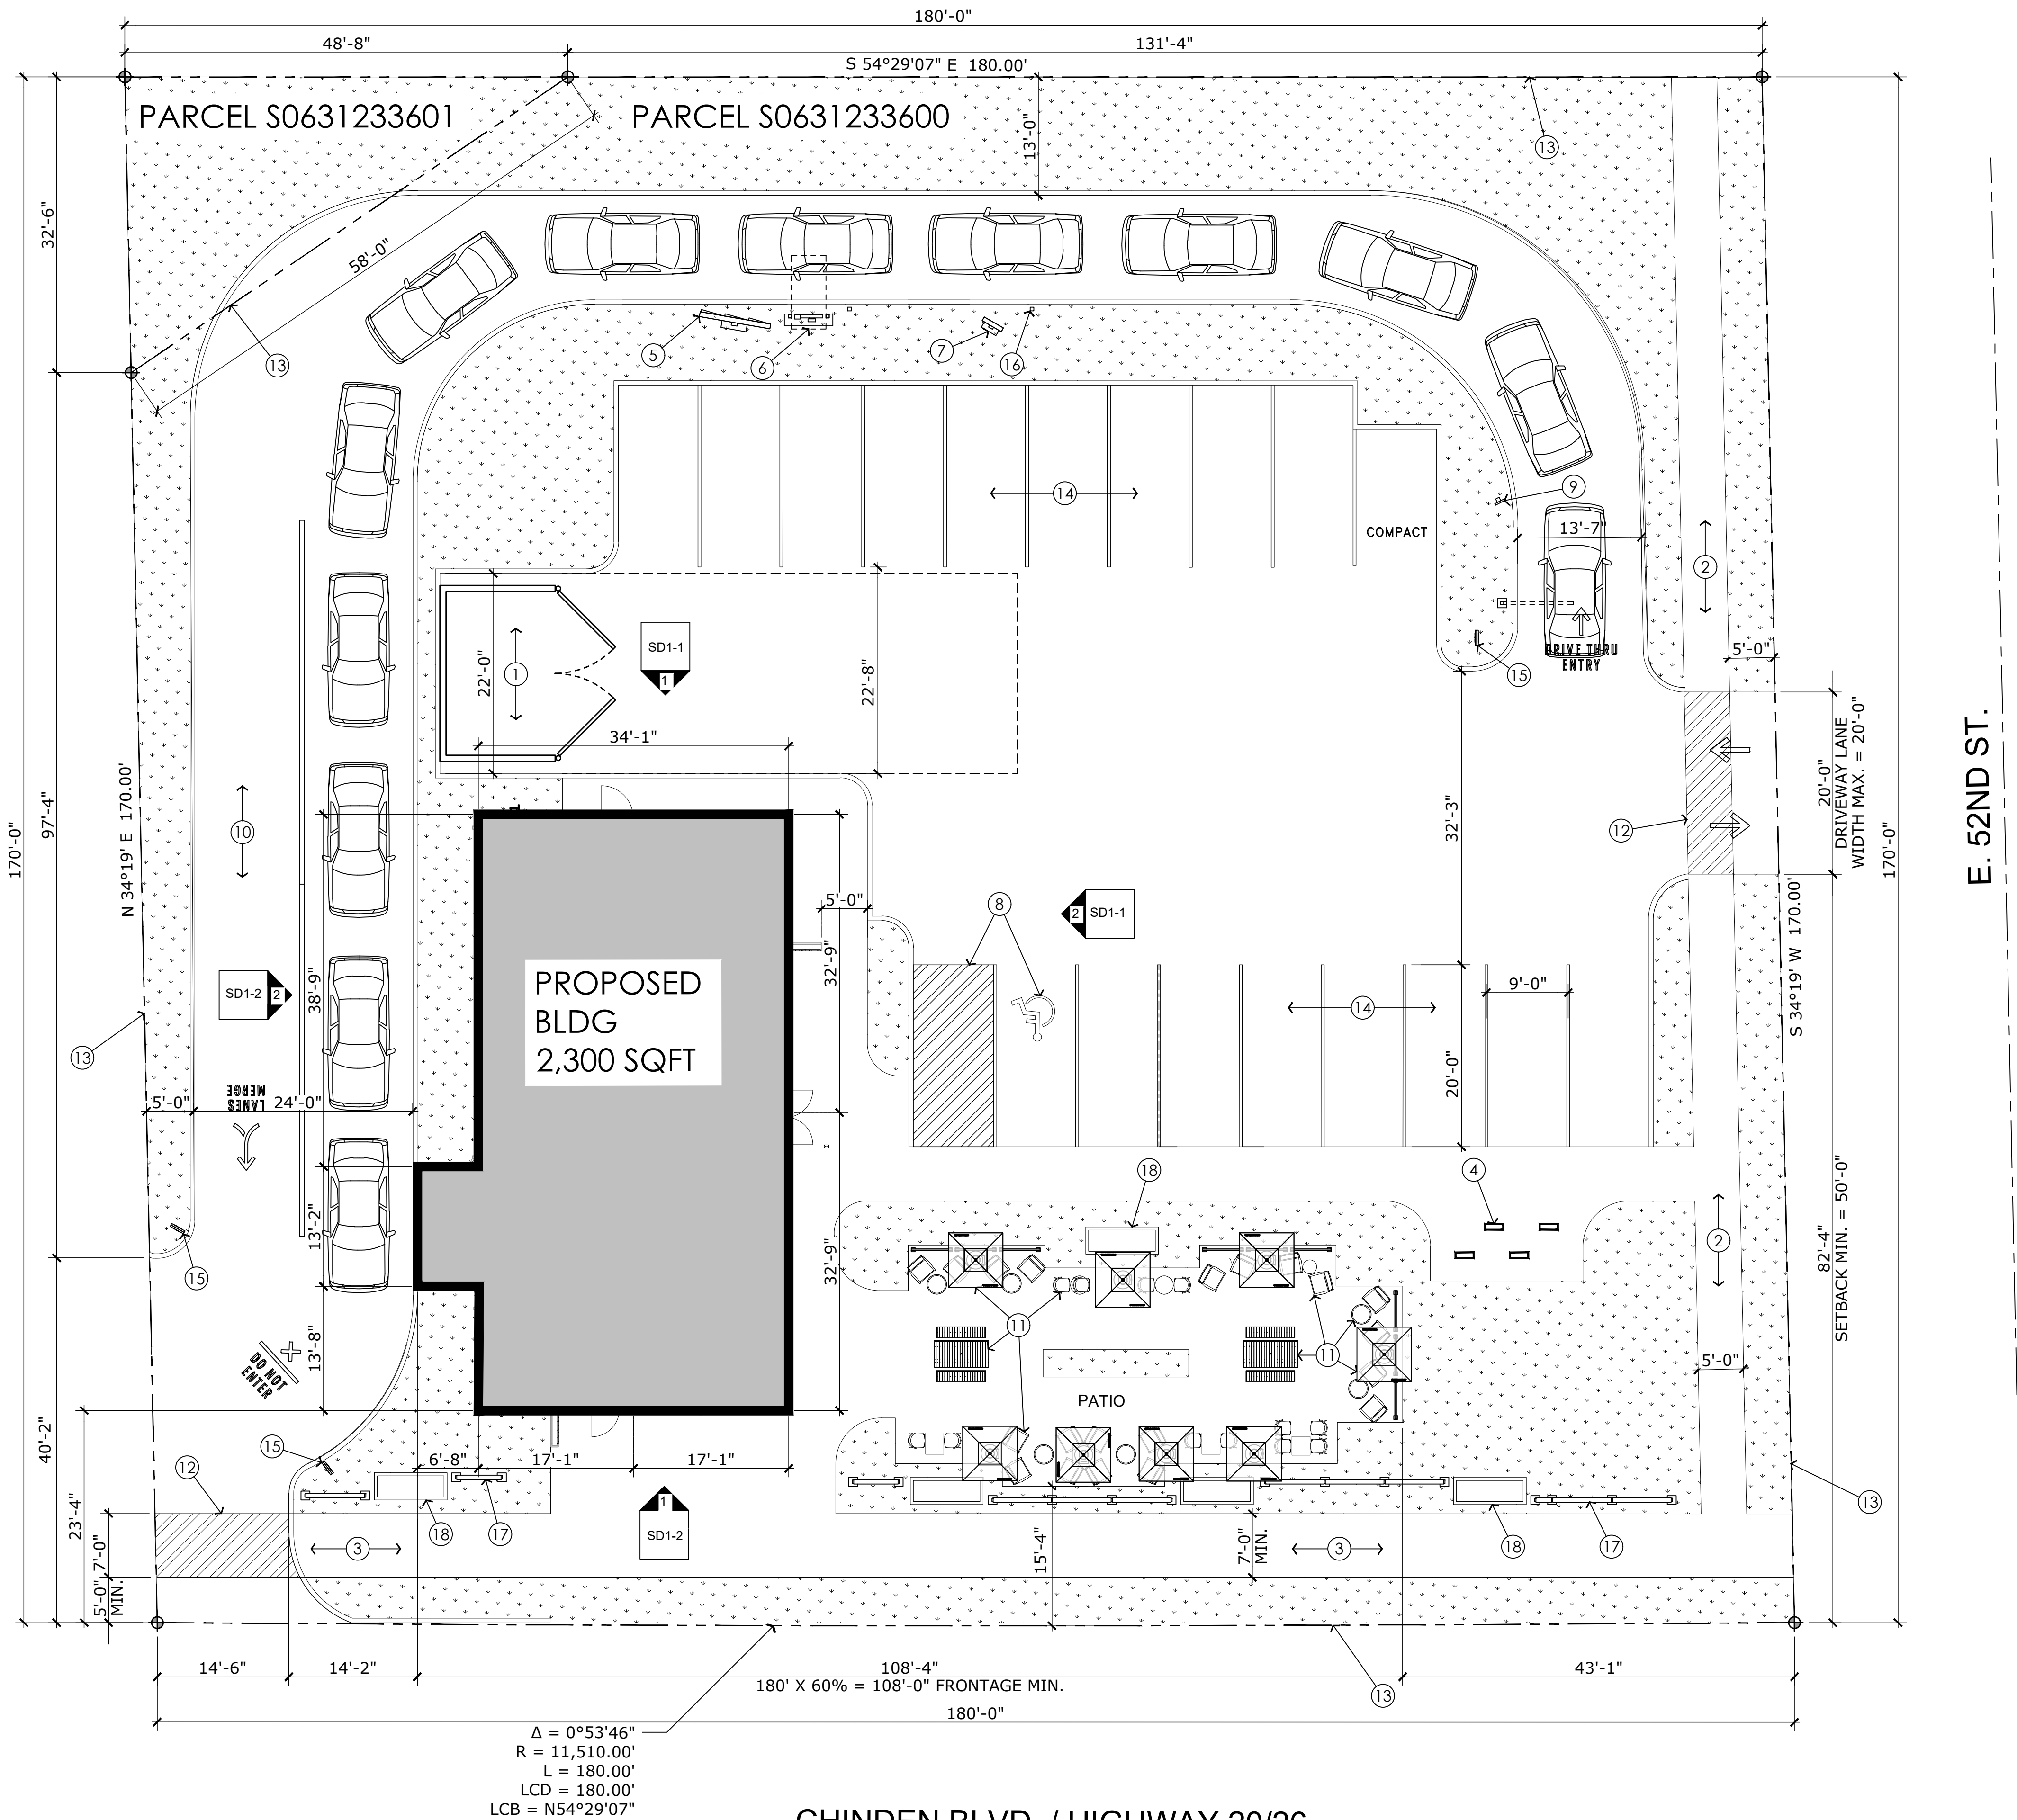 180'-0"
48'-8"
131'-4"
S 54°29'07" E 180.00'
PARCEL S0631233601
PARCEL S0631233600
13'-0"
13
32'-6"
58'-0"
13
5
6
7
16
9
14
COMPACT
13'-7"
2
1
22'-0"
SD1-1
1
22'-8"
15
DRIVE THRU
ENTRY
5'-0"
34'-1"
N 34°19' E 170.00'
97'-4"
170'-0"
10
32'-3"
12
20'-0"
DRIVEWAY LANE
WIDTH MAX. = 20'-0"
170'-0"
E. 52ND ST.
8
2
SD1-1
5'-0"
32'-9"
38'-9"
SD1-2
2
PROPOSED
BLDG
2,300 SQFT
14
9'-0"
S 34°19' W 170.00'
13
LANES
MERGE
5'-0"
24'-0"
20'-0"
18
4
2
82'-4"
SETBACK MIN. = 50'-0"
13'-2"
32'-9"
15
11
11
13'-8"
DO NOT
ENTER
PATIO
5'-0"
40'-2"
23'-4"
15
12
6'-8"
17'-1"
17'-1"
13
18
17
3
1
SD1-2
15'-4"
7'-0"
MIN.
3
18
17
7'-0"
5'-0"
MIN.
14'-6"
14'-2"
108'-4"
43'-1"
180' X 60% = 108'-0" FRONTAGE MIN.
13
180'-0"
Δ = 0°53'46"
R = 11,510.00'
L = 180.00'
LCD = 180.00'
LCB = N54°29'07"
CHINDEN BLVD. / HIGHWAY 20/26